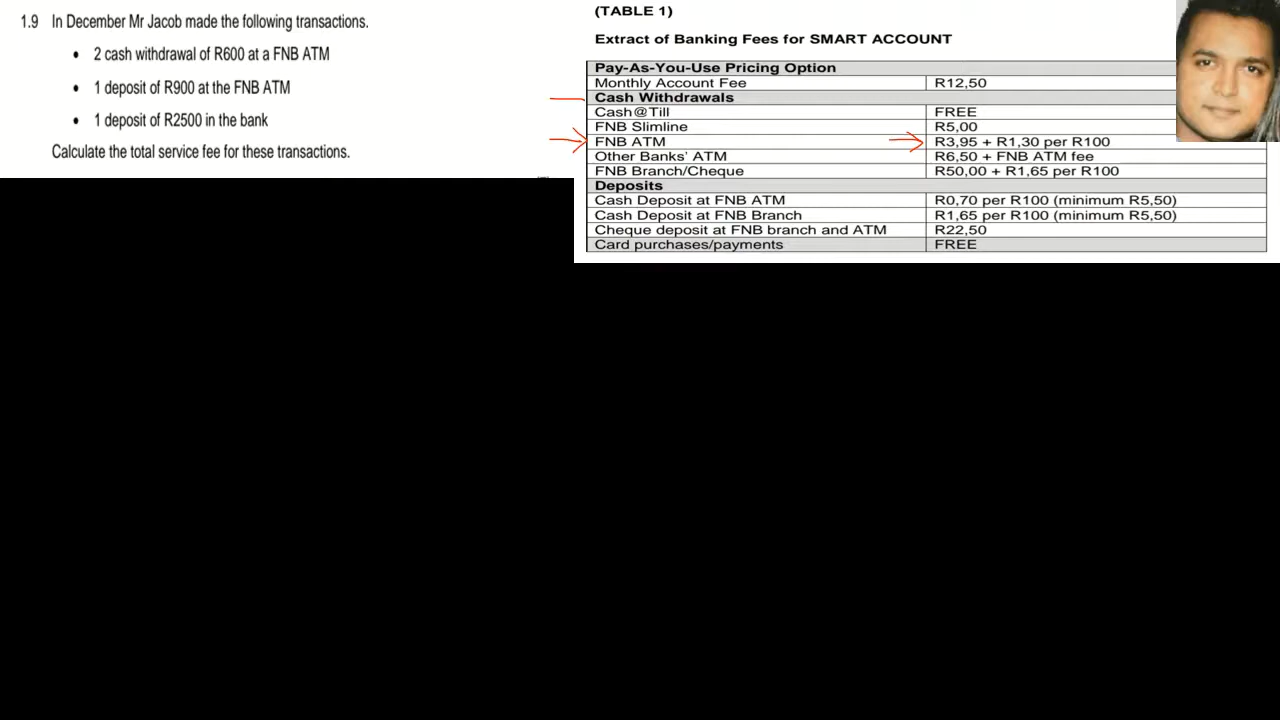 1.9 In December Mr Jacob made the following transactions.
• 2 cash withdrawal of R600 at a FNB ATM
• 1 deposit of R900 at the FNB ATM
• 1 deposit of R2500 in the bank
Calculate the total service fee for these transactions.
(TABLE 1)
Extract of Banking Fees for SMART ACCOUNT
Pay-As-You-Use Pricing Option
Monthly Account Fee R12,50
Cash Withdrawals
Cash@Till FREE
FNB Slimline R5,00
FNB ATM R3,95 + R1,30 per R100
Other Banks' ATM R6,50 + FNB ATM fee
FNB Branch/Cheque R50,00 + R1,65 per R100
Deposits
Cash Deposit at FNB ATM R0,70 per R100 (minimum R5,50)
Cash Deposit at FNB Branch R1,65 per R100 (minimum R5,50)
Cheque deposit at FNB branch and ATM R22,50
Card purchases/payments FREE